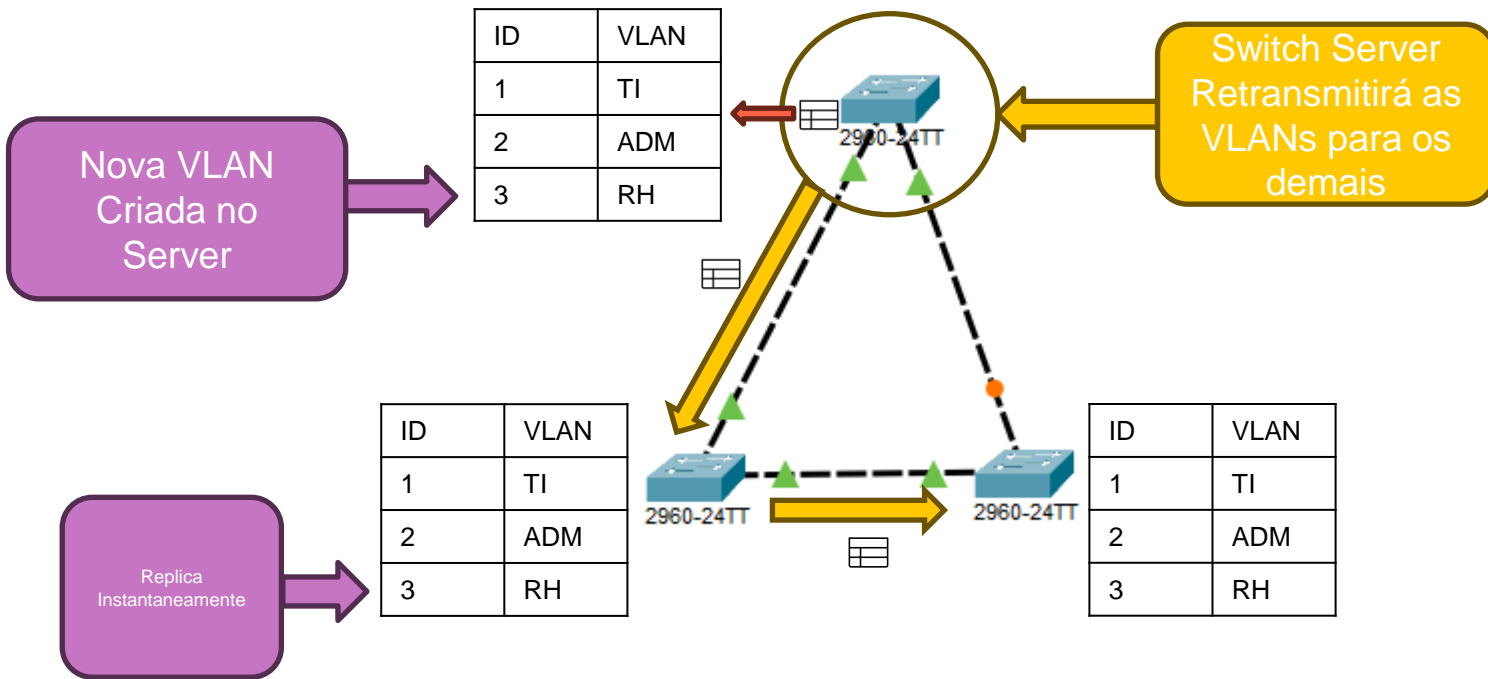 ID VLAN
1 TI
2 ADM
3 RH
2960-24TT
Switch Server
Retransmitirá as
VLANs para os
demais
Nova VLAN
Criada no
Server
ID VLAN
1 TI
2 ADM
3 RH
2960-24TT
2960-24TT
ID VLAN
1 TI
2 ADM
3 RH
Replica
Instantaneamente